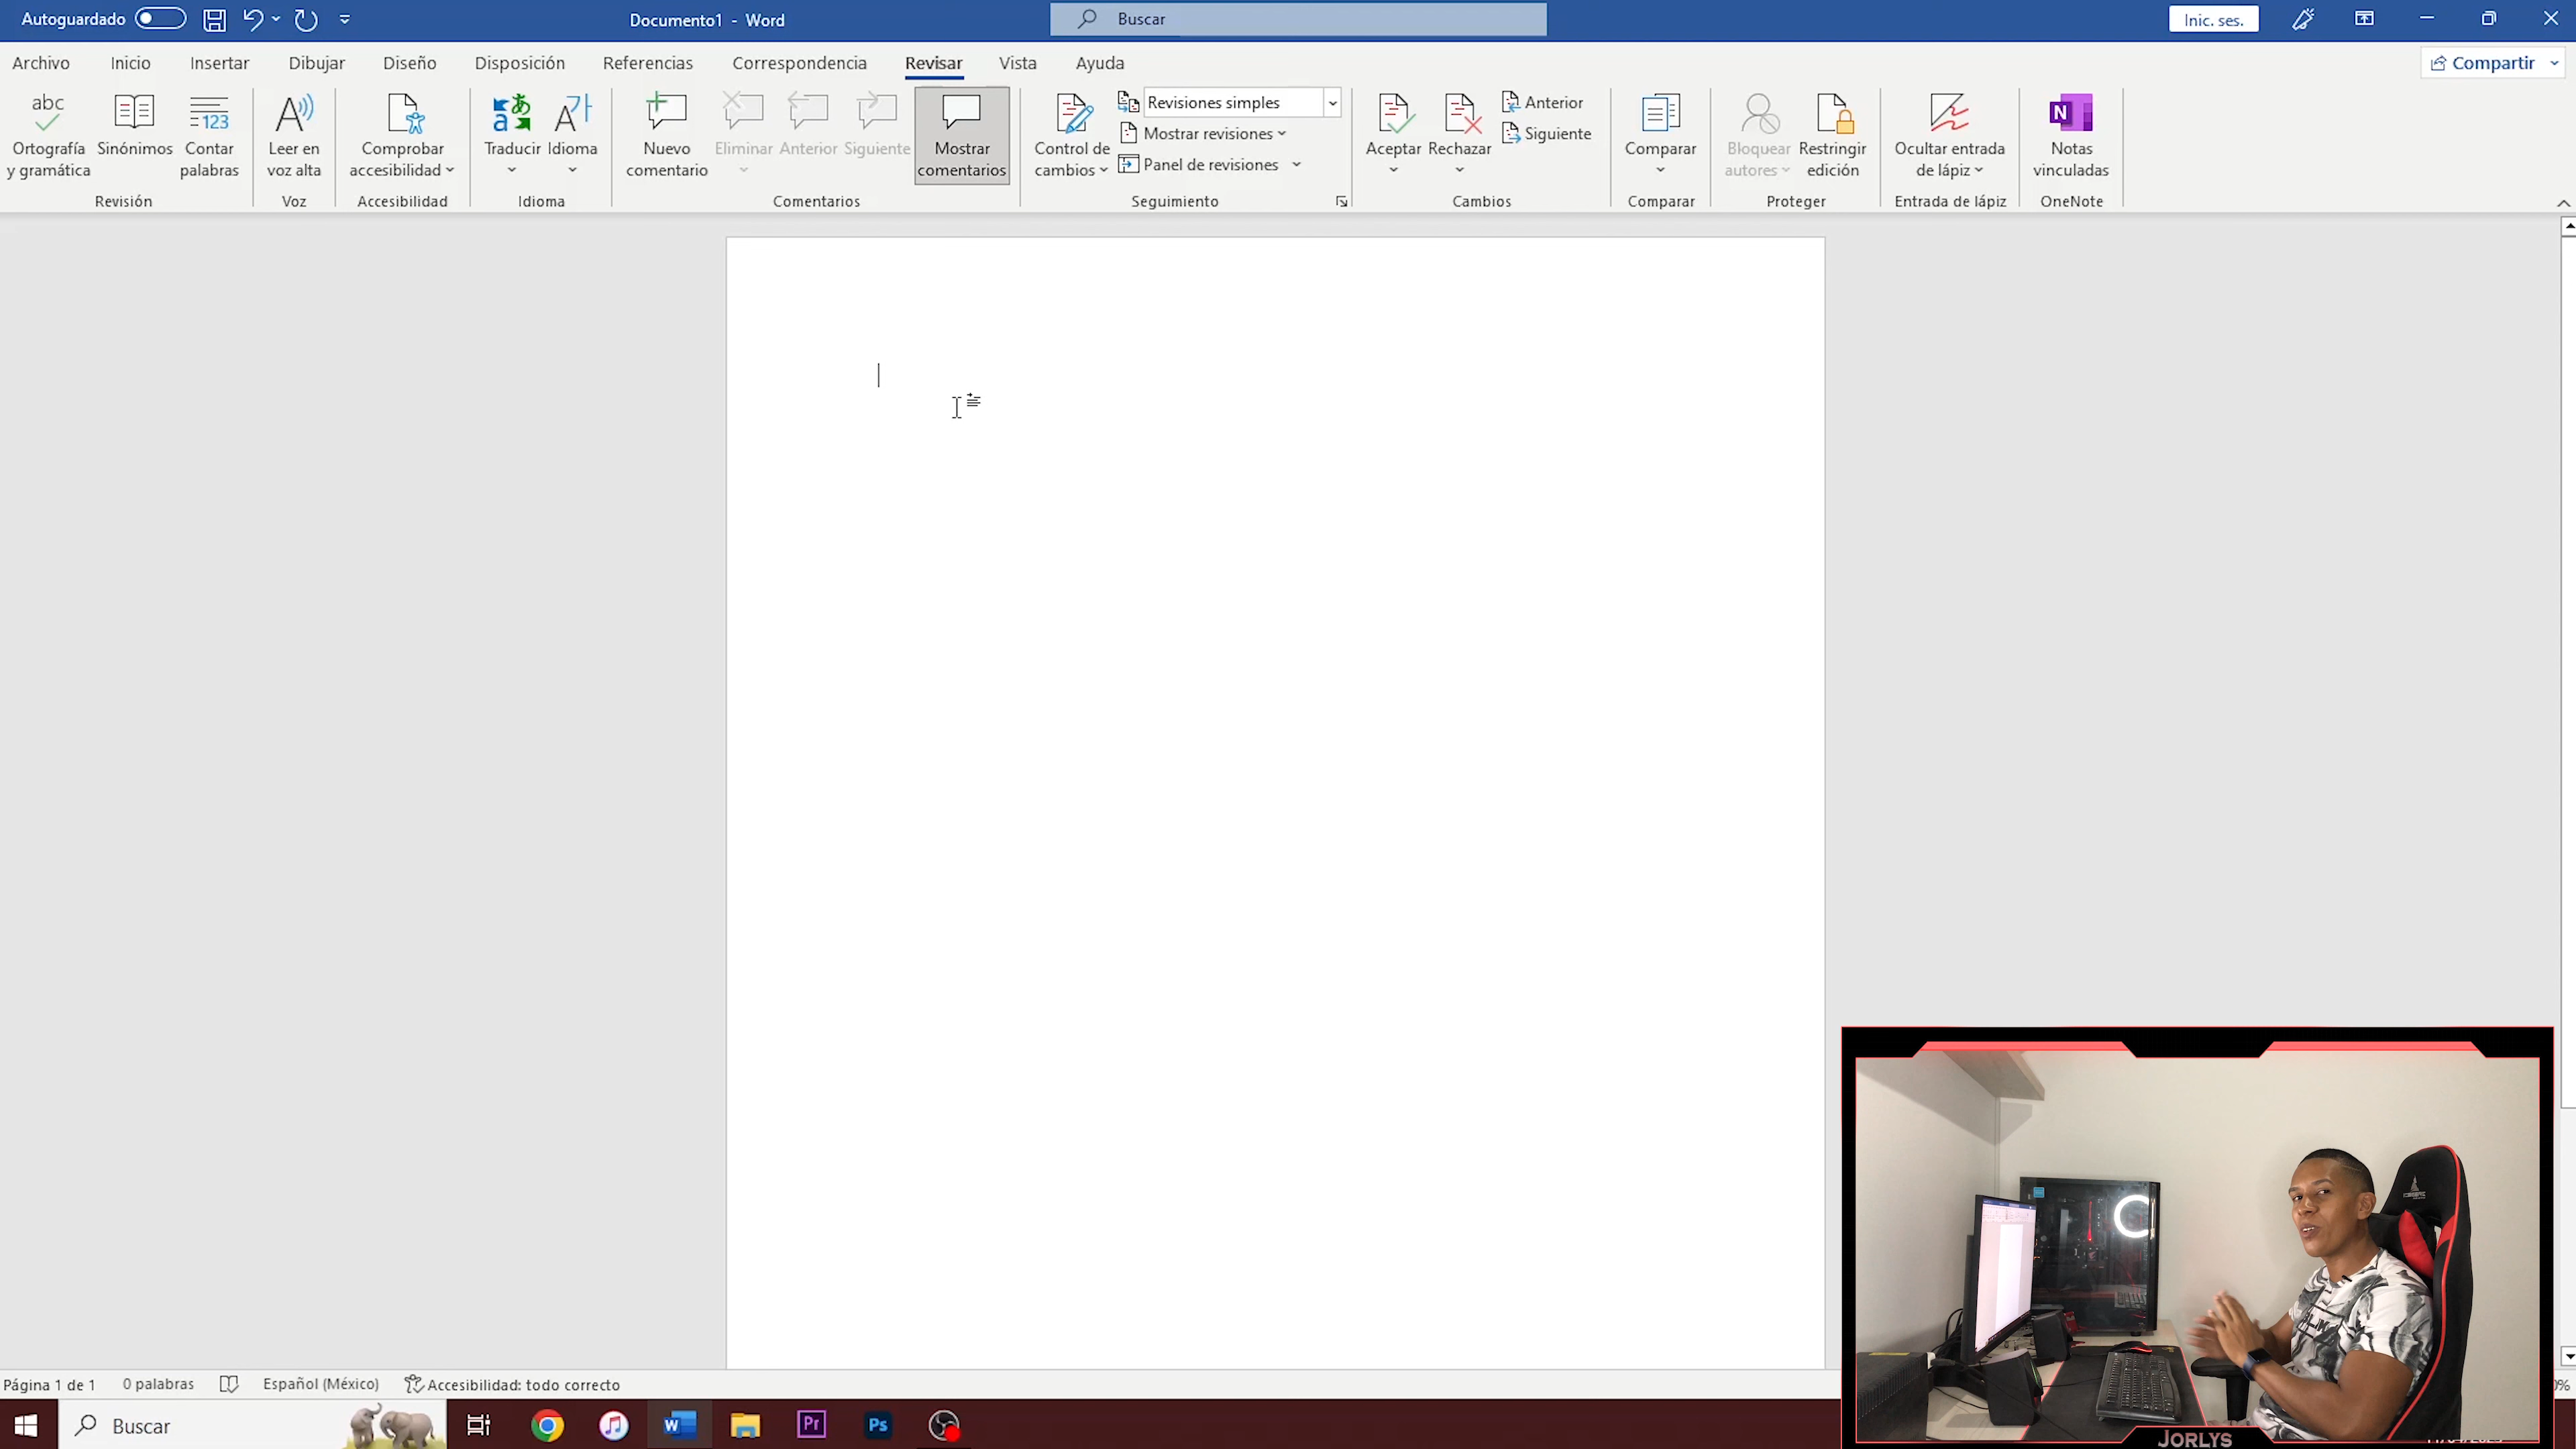 Autoguardado
Documento1 - Word
Buscar
Inic. ses.
Archivo Inicio Insertar Dibujar Diseño Disposición Referencias Correspondencia Revisar Vista Ayuda
Compartir
abc
Ortografía
y gramática
Sinónimos
123
Contar
palabras
Revisión
Leer en
voz alta
Voz
Comprobar
accesibilidad
Accesibilidad
Traducir
Idioma
Idioma
Nuevo
comentario
Eliminar
Anterior
Siguiente
Mostrar
comentarios
Comentarios
Control de
cambios
Revisiones simples
Mostrar revisiones
Panel de revisiones
Seguimiento
Aceptar
Rechazar
Anterior
Siguiente
Cambios
Comparar
Comparar
Bloquear
autores
Restringir
edición
Proteger
Ocultar entrada
de lápiz
Entrada de lápiz
N
Notas
vinculadas
OneNote
Página 1 de 1
0 palabras
Español (México)
Accesibilidad: todo correcto
Buscar
W
Pr
Ps
JORLYS